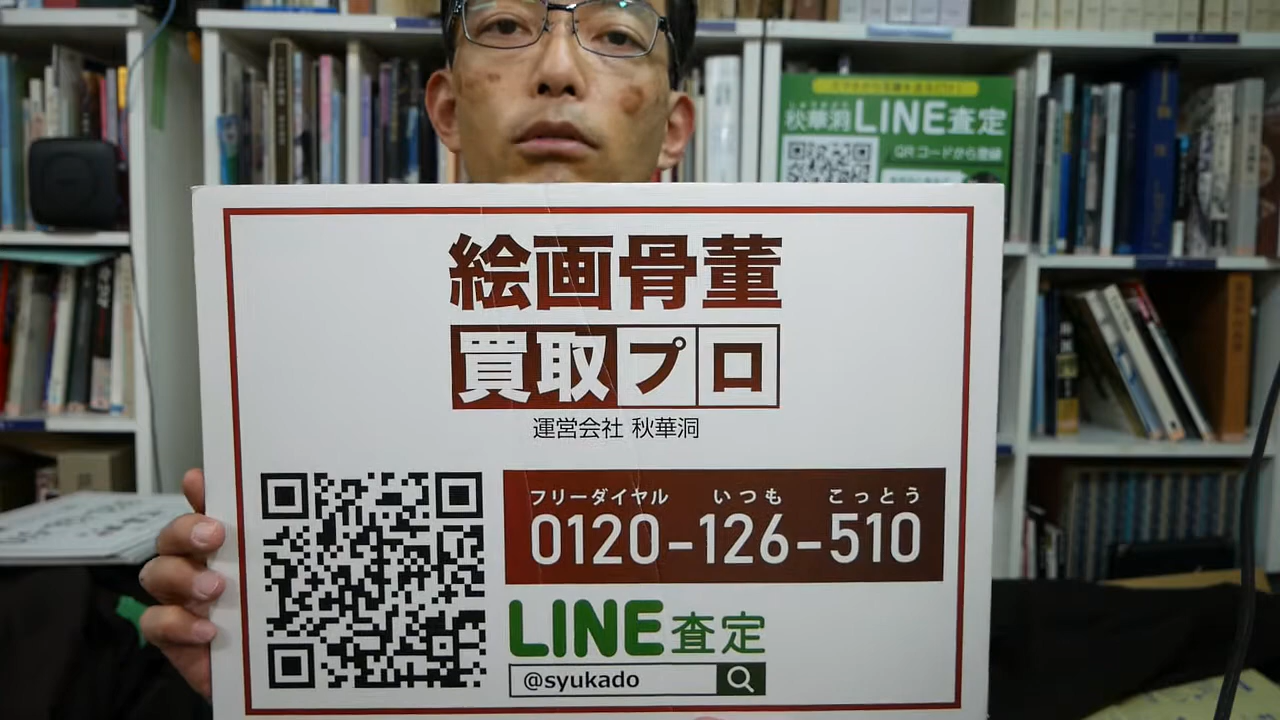 秋華洞LINE査定
QRコードから登録
絵画骨董
買取プロ
運営会社 秋華洞
フリーダイヤル いつも こっとう
0120-126-510
LINE査定
@syukado